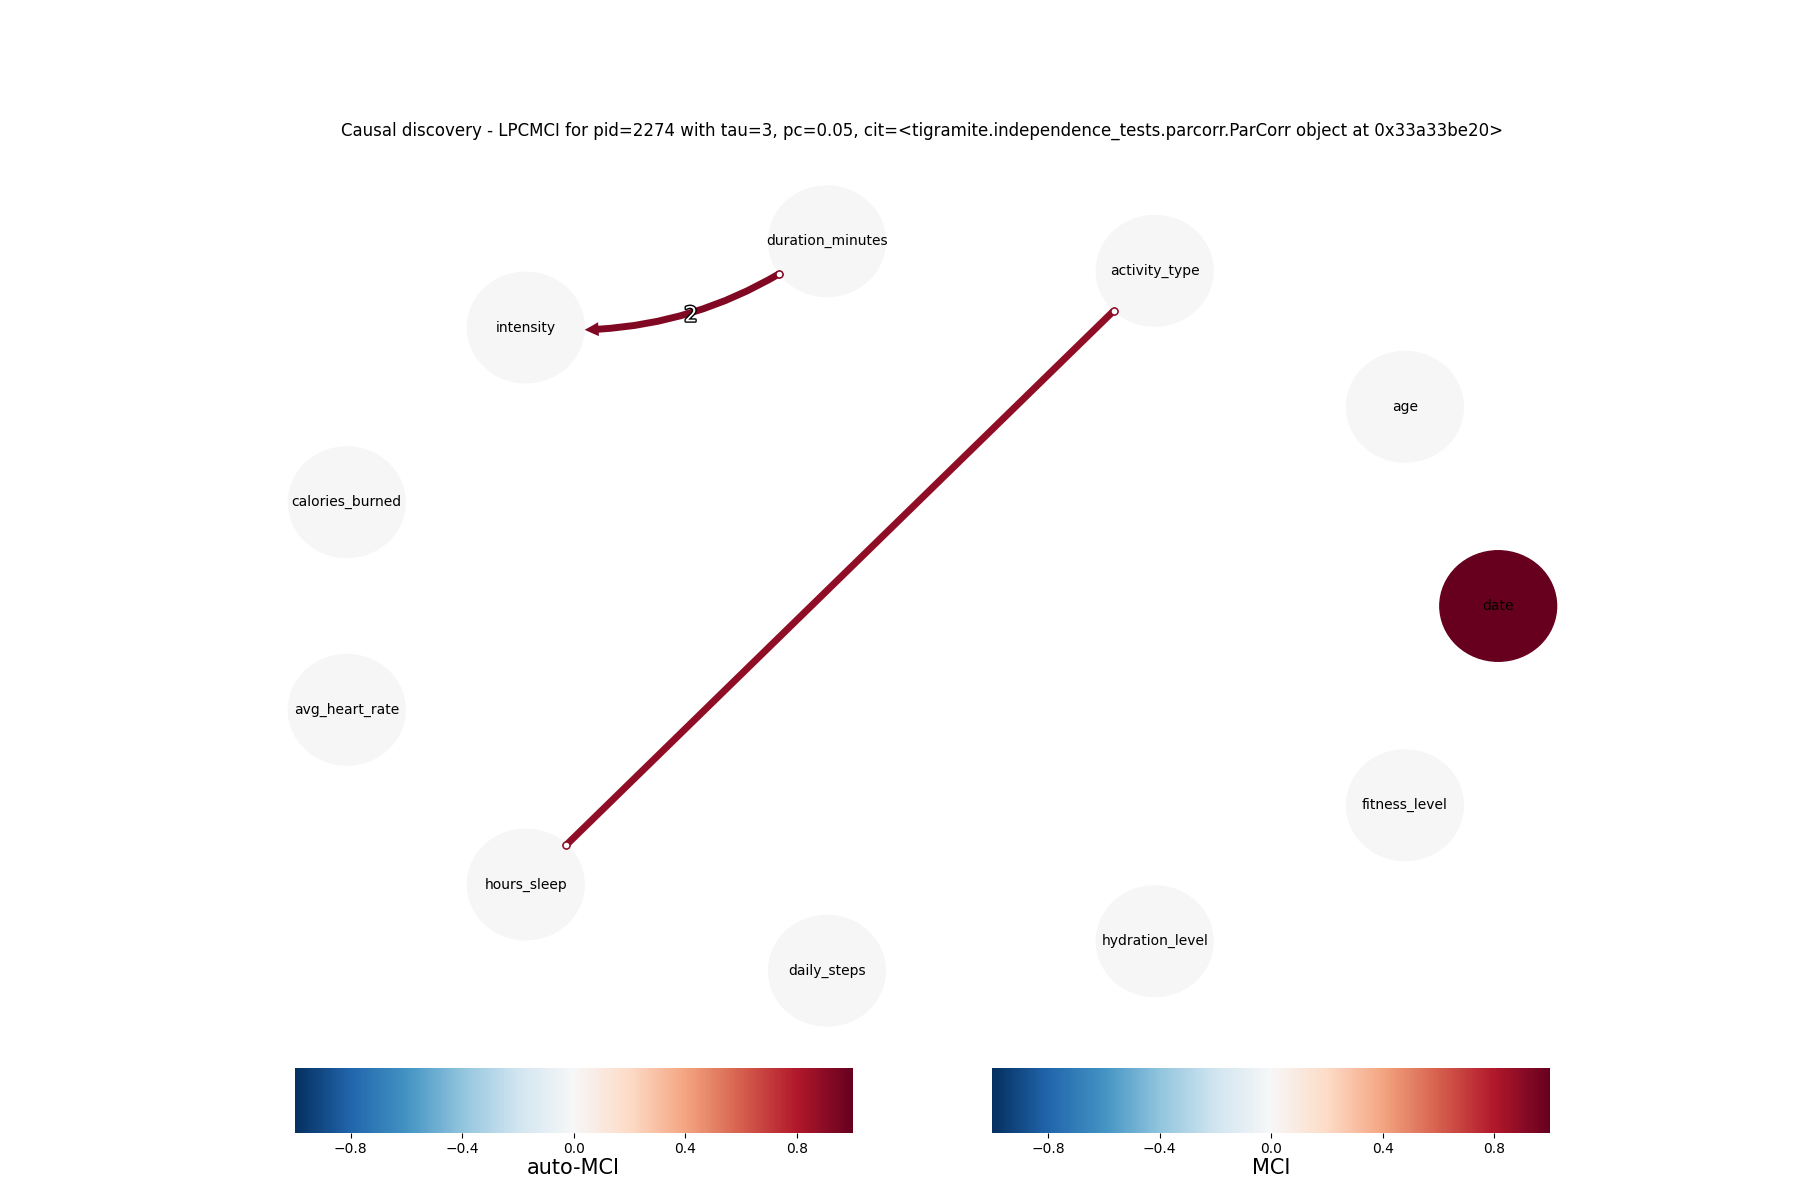 Causal discovery - LPCMCI for pid=2274 with tau=3, pc=0.05, cit=<tigramite.independence_tests.parcorr.ParCorr object at 0x33a33be20>
duration_minutes
activity_type
intensity
2
age
calories_burned
date
avg_heart_rate
fitness_level
hours_sleep
hydration_level
daily_steps
−0.8 −0.4 0.0 0.4 0.8
auto-MCI
−0.8 −0.4 0.0 0.4 0.8
MCI